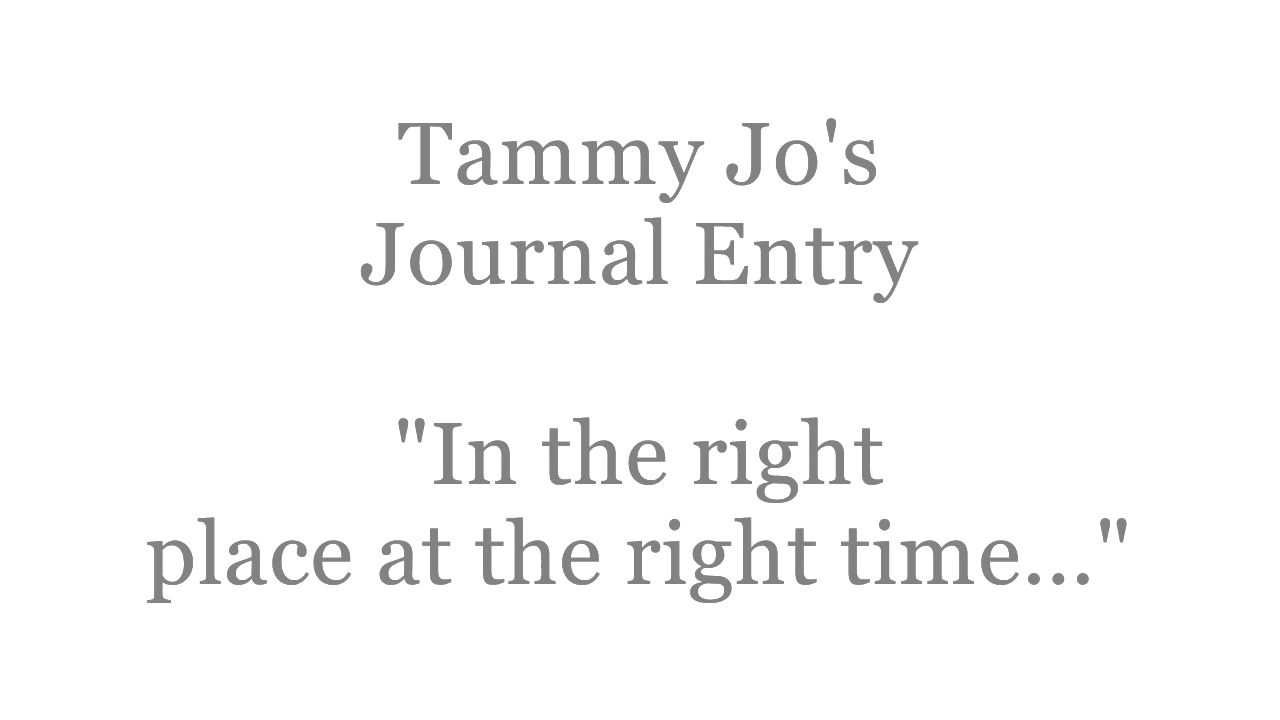 Tammy Jo's
Journal Entry
"In the right
place at the right time..."